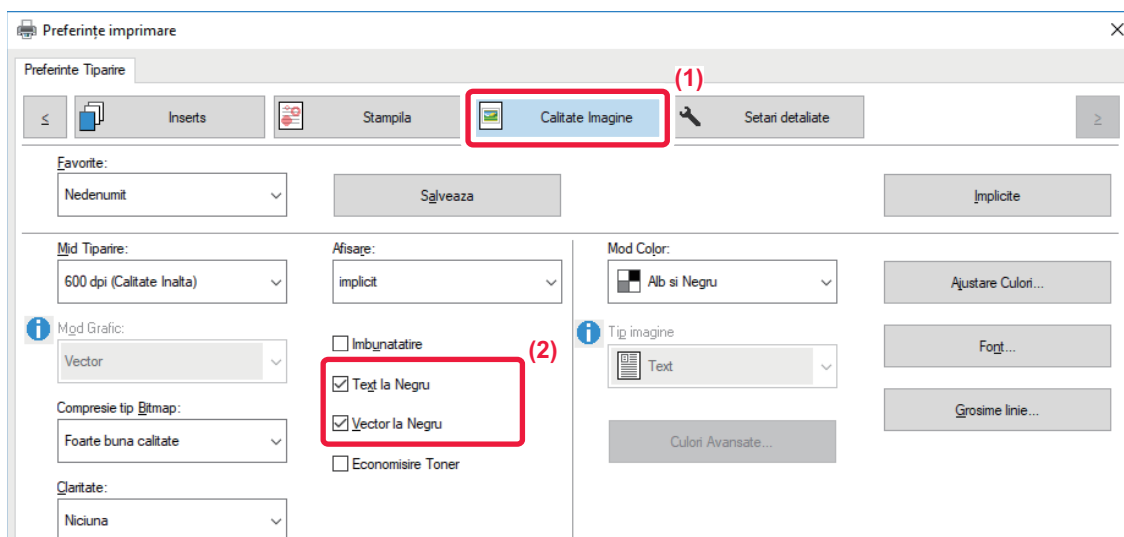 Preferințe imprimare
Preferinte Tiparire
(1)
<
Inserts
Stampila
Calitate Imagine
Setari detaliate
>
Favorite:
Nedenumit
Salveaza
Implicite
Mid Tiparire:
600 dpi (Calitate Inalta)
Afisare:
implicit
Mod Color:
Alb si Negru
Ajustare Culori...
Mod Grafic:
Vector
Imbunatatire
(2)
Tip imagine
Text
Font...
Text la Negru
Compresie tip Bitmap:
Foarte buna calitate
Vector la Negru
Culori Avansate...
Grosime linie...
Economisire Toner
Claritate:
Niciuna